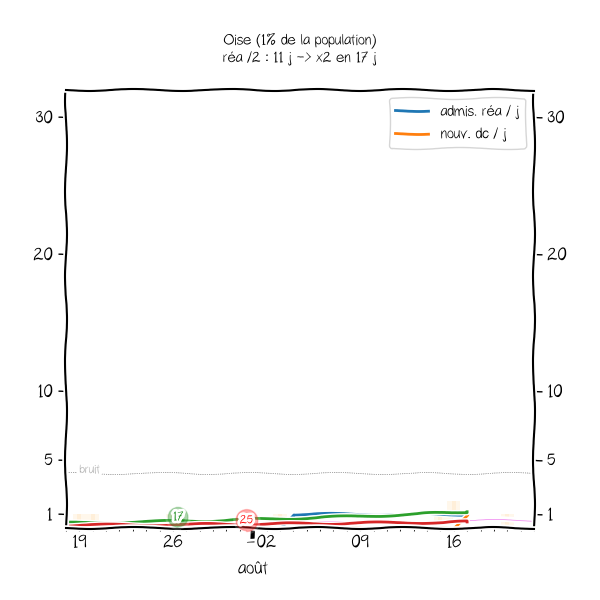 Oise (1% de la population)
réa /2 : 11 j -> x2 en 17 j
admis. réa / j
nouv. dc / j
30
30
20
20
10
10
5
5
bruit
1
1
17
25
19
26
02
09
16
août